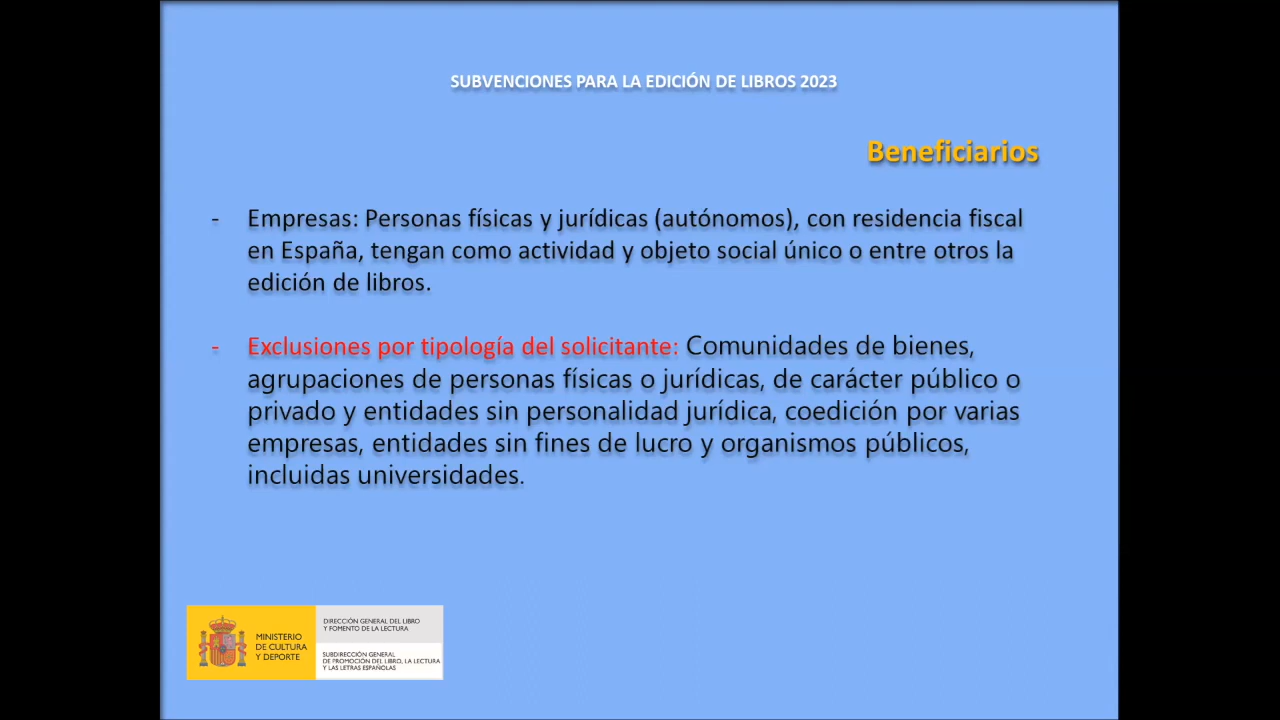 SUBVENCIONES PARA LA EDICIÓN DE LIBROS 2023
Beneficiarios
- Empresas: Personas físicas y jurídicas (autónomos), con residencia fiscal
en España, tengan como actividad y objeto social único o entre otros la
edición de libros.
- Exclusiones por tipología del solicitante: Comunidades de bienes,
agrupaciones de personas físicas o jurídicas, de carácter público o
privado y entidades sin personalidad jurídica, coedición por varias
empresas, entidades sin fines de lucro y organismos públicos,
incluidas universidades.
MINISTERIO
DE CULTURA
Y DEPORTE
DIRECCIÓN GENERAL DEL LIBRO
Y FOMENTO DE LA LECTURA
SUBDIRECCIÓN GENERAL
DE PROMOCIÓN DEL LIBRO, LA LECTURA
Y LAS LETRAS ESPAÑOLAS